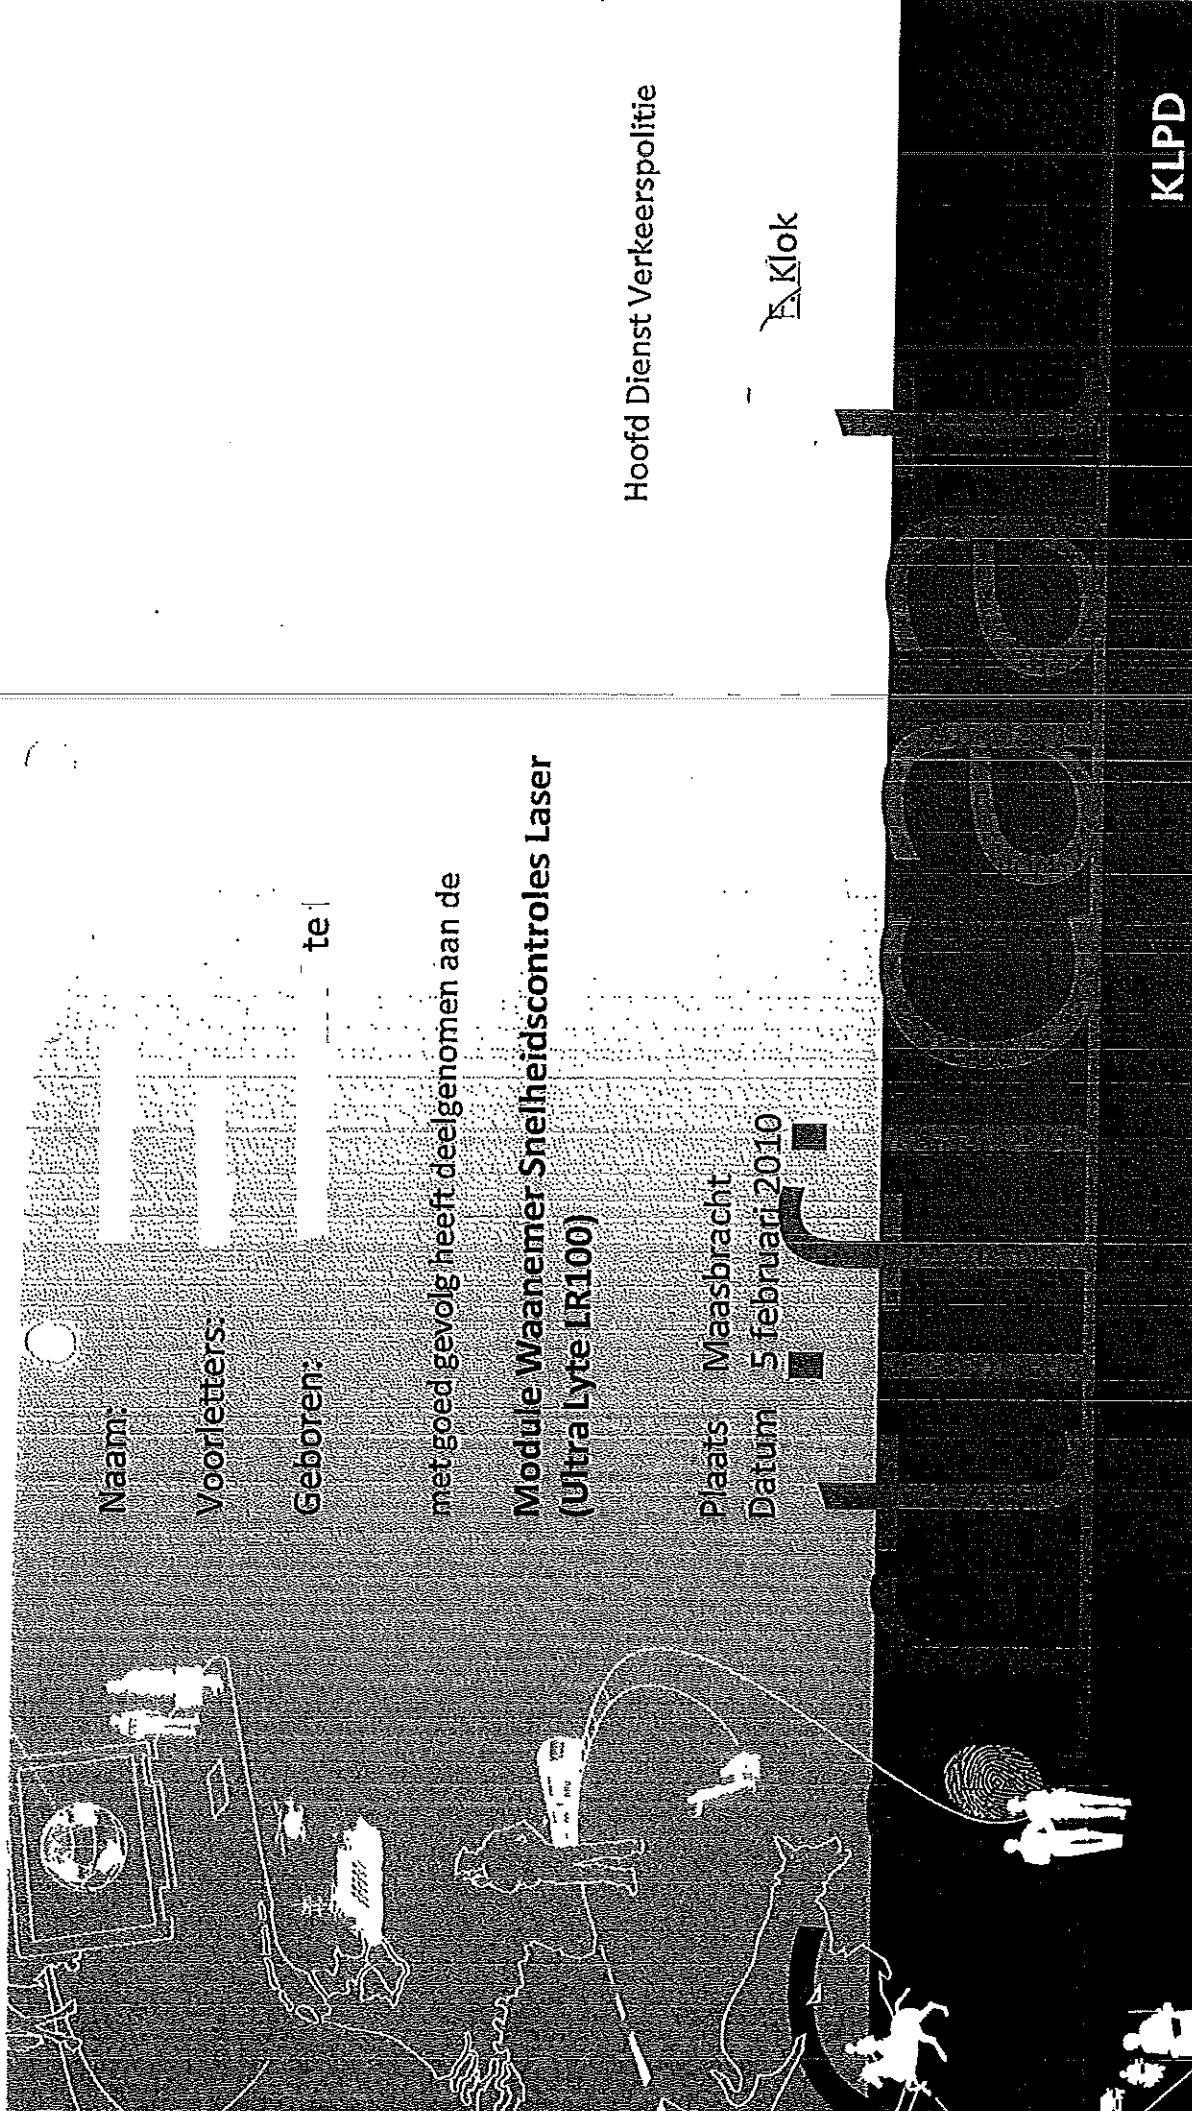 Naam:
Voorletters:
Geboren: te
met goed gevolg heeft deelgenomen aan de
Module Waarnemer Snelheidscontroles Laser
(Ultra Lyte LR100)
Plaats Maasbracht
Datum 5 februari 2010
Hoofd Dienst Verkeerspolitie
F. Klok
KLPD